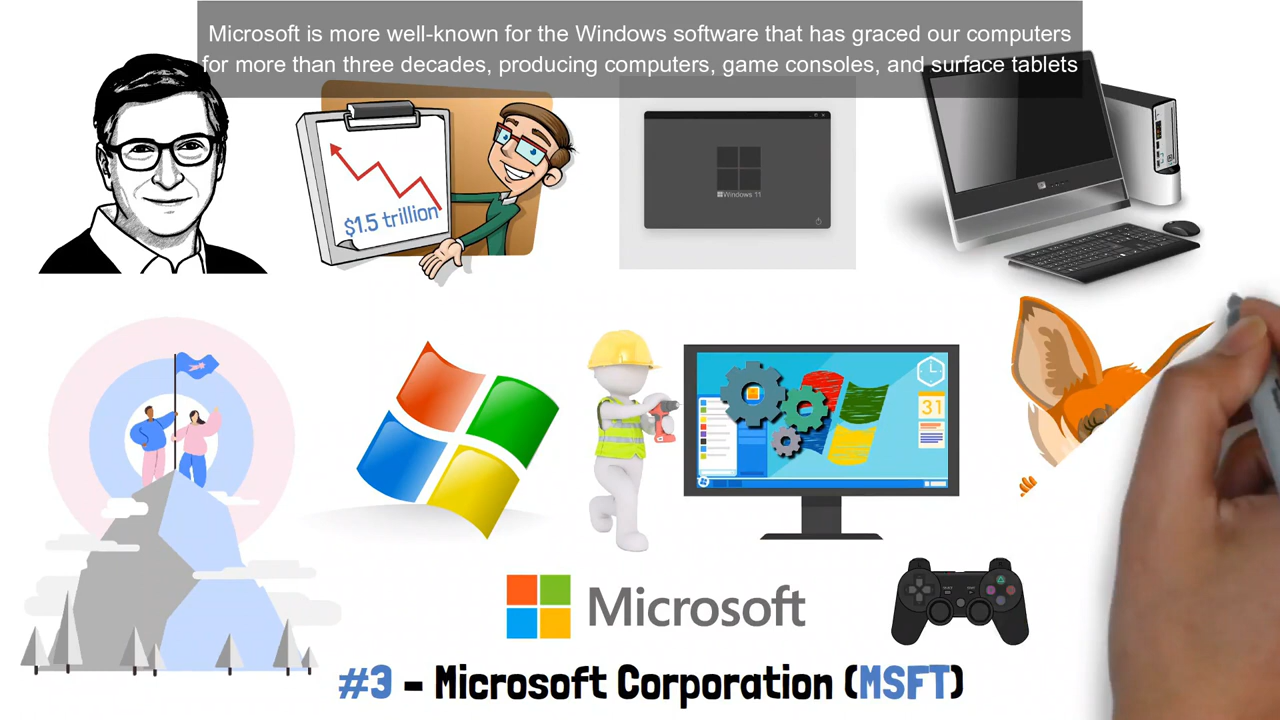 Microsoft is more well-known for the Windows software that has graced our computers
for more than three decades, producing computers, game consoles, and surface tablets
$1.5 trillion
Windows 11
31
Microsoft
#3 - Microsoft Corporation (MSFT)